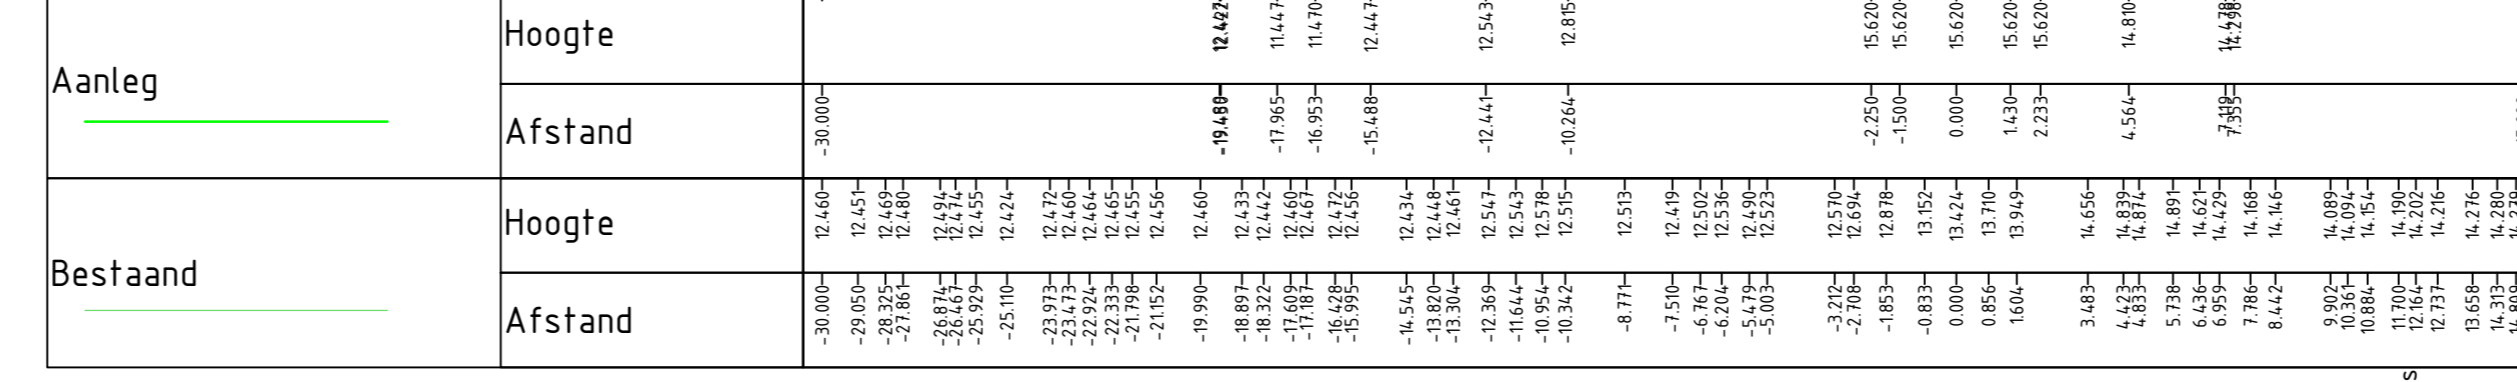 Aanleg
Hoogte
11.447 11.470 12.447 12.543 12.815 15.620 15.620 15.620 15.620 15.620 14.810
Afstand
-30.000 -17.965 -16.953 -15.488 -12.441 -10.264 -2.250 -1.500 0.000 1.430 2.233 4.564 7.119 7.355
Bestaand
Hoogte
12.460 12.451 12.469 12.480 12.494 12.474 12.455 12.424 12.472 12.460 12.464 12.465 12.455 12.456 12.460 12.433 12.442 12.460 12.467 12.472 12.456 12.434 12.448 12.461 12.547 12.543 12.578 12.515 12.513 12.419 12.502 12.536 12.490 12.523 12.570 12.694 12.878 13.152 13.424 13.710 13.949 14.656 14.839 14.874 14.891 14.621 14.429 14.168 14.146 14.089 14.094 14.154 14.190 14.202 14.216 14.276 14.280
Afstand
-30.000 -29.050 -28.325 -27.861 -26.874 -26.467 -25.929 -25.110 -23.973 -23.473 -22.924 -22.333 -21.798 -21.152 -19.990 -18.897 -18.322 -17.609 -17.187 -16.428 -15.995 -14.545 -13.820 -13.304 -12.369 -11.644 -10.954 -10.342 -8.771 -7.510 -6.767 -6.204 -5.479 -5.003 -3.212 -2.708 -1.853 -0.833 0.000 0.856 1.604 3.483 4.423 4.833 5.738 6.436 6.959 7.786 8.442 9.902 10.361 10.884 11.700 12.164 12.737 13.658 14.313
s